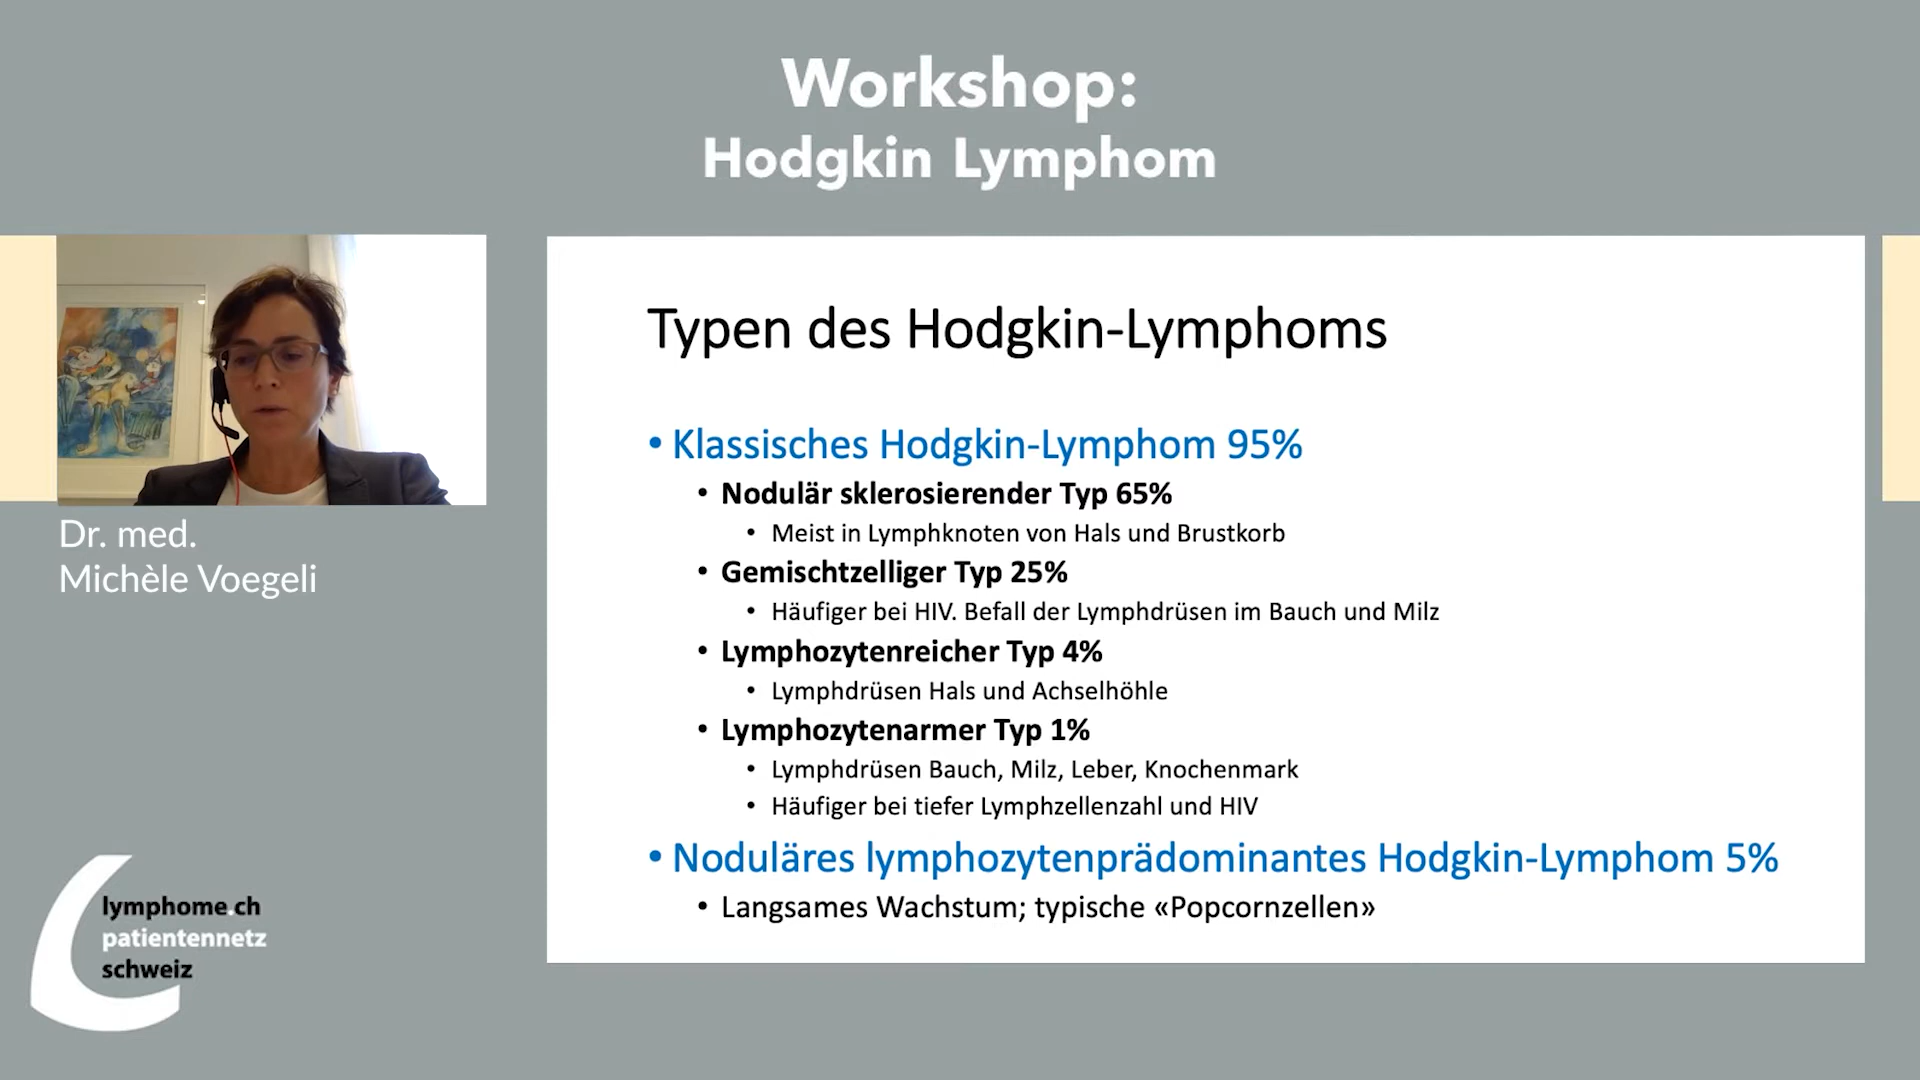 Workshop:
Hodgkin Lymphom
Dr. med.
Michèle Voegeli
Typen des Hodgkin-Lymphoms
• Klassisches Hodgkin-Lymphom 95%
• Nodulär sklerosierender Typ 65%
• Meist in Lymphknoten von Hals und Brustkorb
• Gemischtzelliger Typ 25%
• Häufiger bei HIV. Befall der Lymphdrüsen im Bauch und Milz
• Lymphozytenreicher Typ 4%
• Lymphdrüsen Hals und Achselhöhle
• Lymphozytenarmer Typ 1%
• Lymphdrüsen Bauch, Milz, Leber, Knochenmark
• Häufiger bei tiefer Lymphzellenzahl und HIV
• Noduläres lymphozytenprädominantes Hodgkin-Lymphom 5%
• Langsames Wachstum; typische «Popcornzellen»
lymphome.ch
patientennetz
schweiz